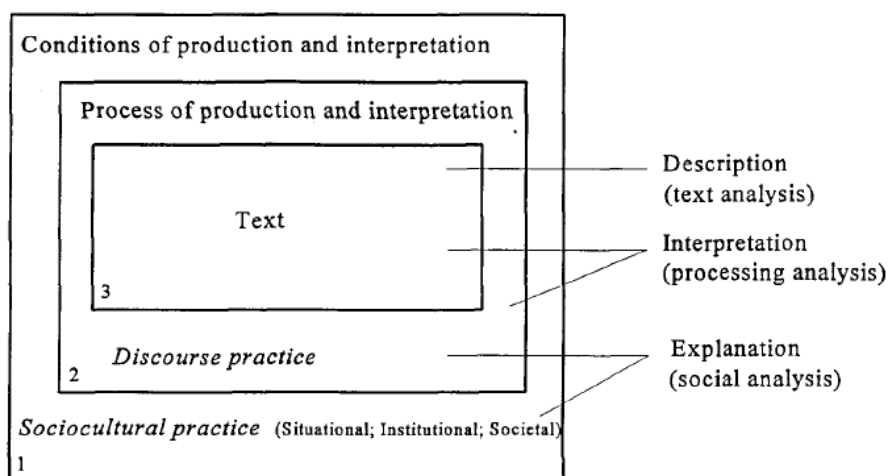 Conditions of production and interpretation
Process of production and interpretation
Description
(text analysis)
Text
Interpretation
(processing analysis)
3
Discourse practice
Explanation
(social analysis)
2
Sociocultural practice (Situational; Institutional; Societal)
1